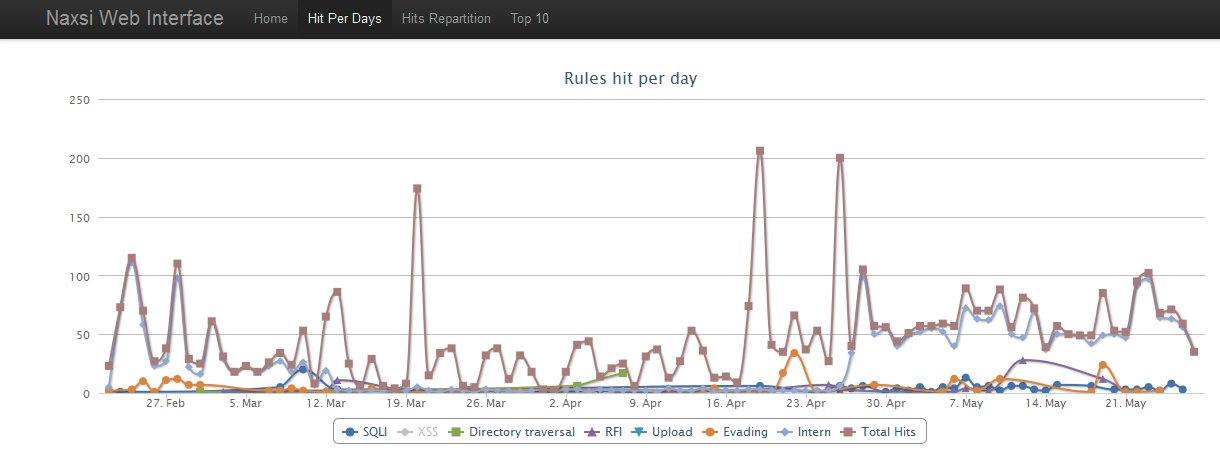 Naxsi Web Interface Home Hit Per Days Hits Repartition Top 10
Rules hit per day
250
200
150
100
50
0
27. Feb 5. Mar 12. Mar 19. Mar 26. Mar 2. Apr 9. Apr 16. Apr 23. Apr 30. Apr 7. May 14. May 21. May
SQLI XSS Directory traversal RFI Upload Evading Intern Total Hits